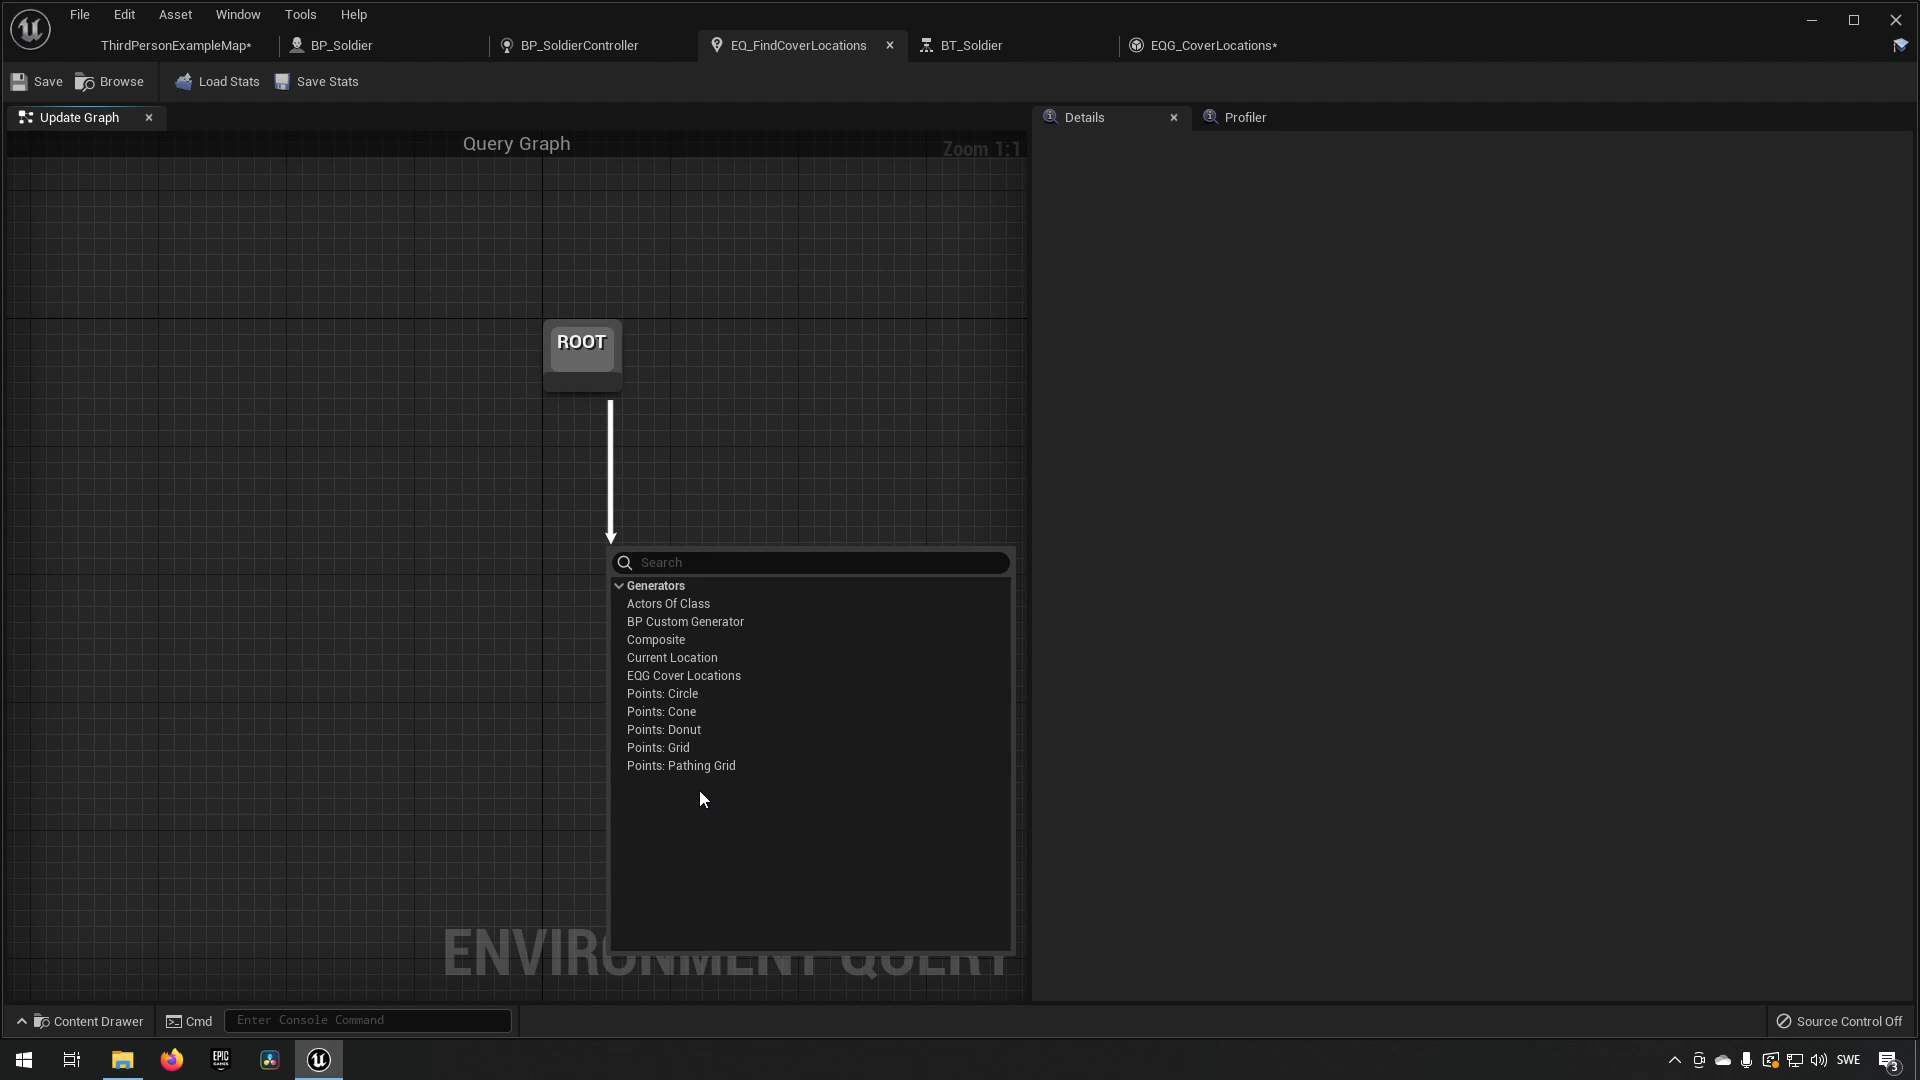 File Edit Asset Window Tools Help
ThirdPersonExampleMap* BP_Soldier BP_SoldierController EQ_FindCoverLocations BT_Soldier EQG_CoverLocations*
Save Browse Load Stats Save Stats
Update Graph Details Profiler
Query Graph
Zoom 1:1
ROOT
Search
Generators
Actors Of Class
BP Custom Generator
Composite
Current Location
EQG Cover Locations
Points: Circle
Points: Cone
Points: Donut
Points: Grid
Points: Pathing Grid
ENVIRONMENT QUERY
Content Drawer Cmd Enter Console Command Source Control Off
EPIC GAMES SWE 3